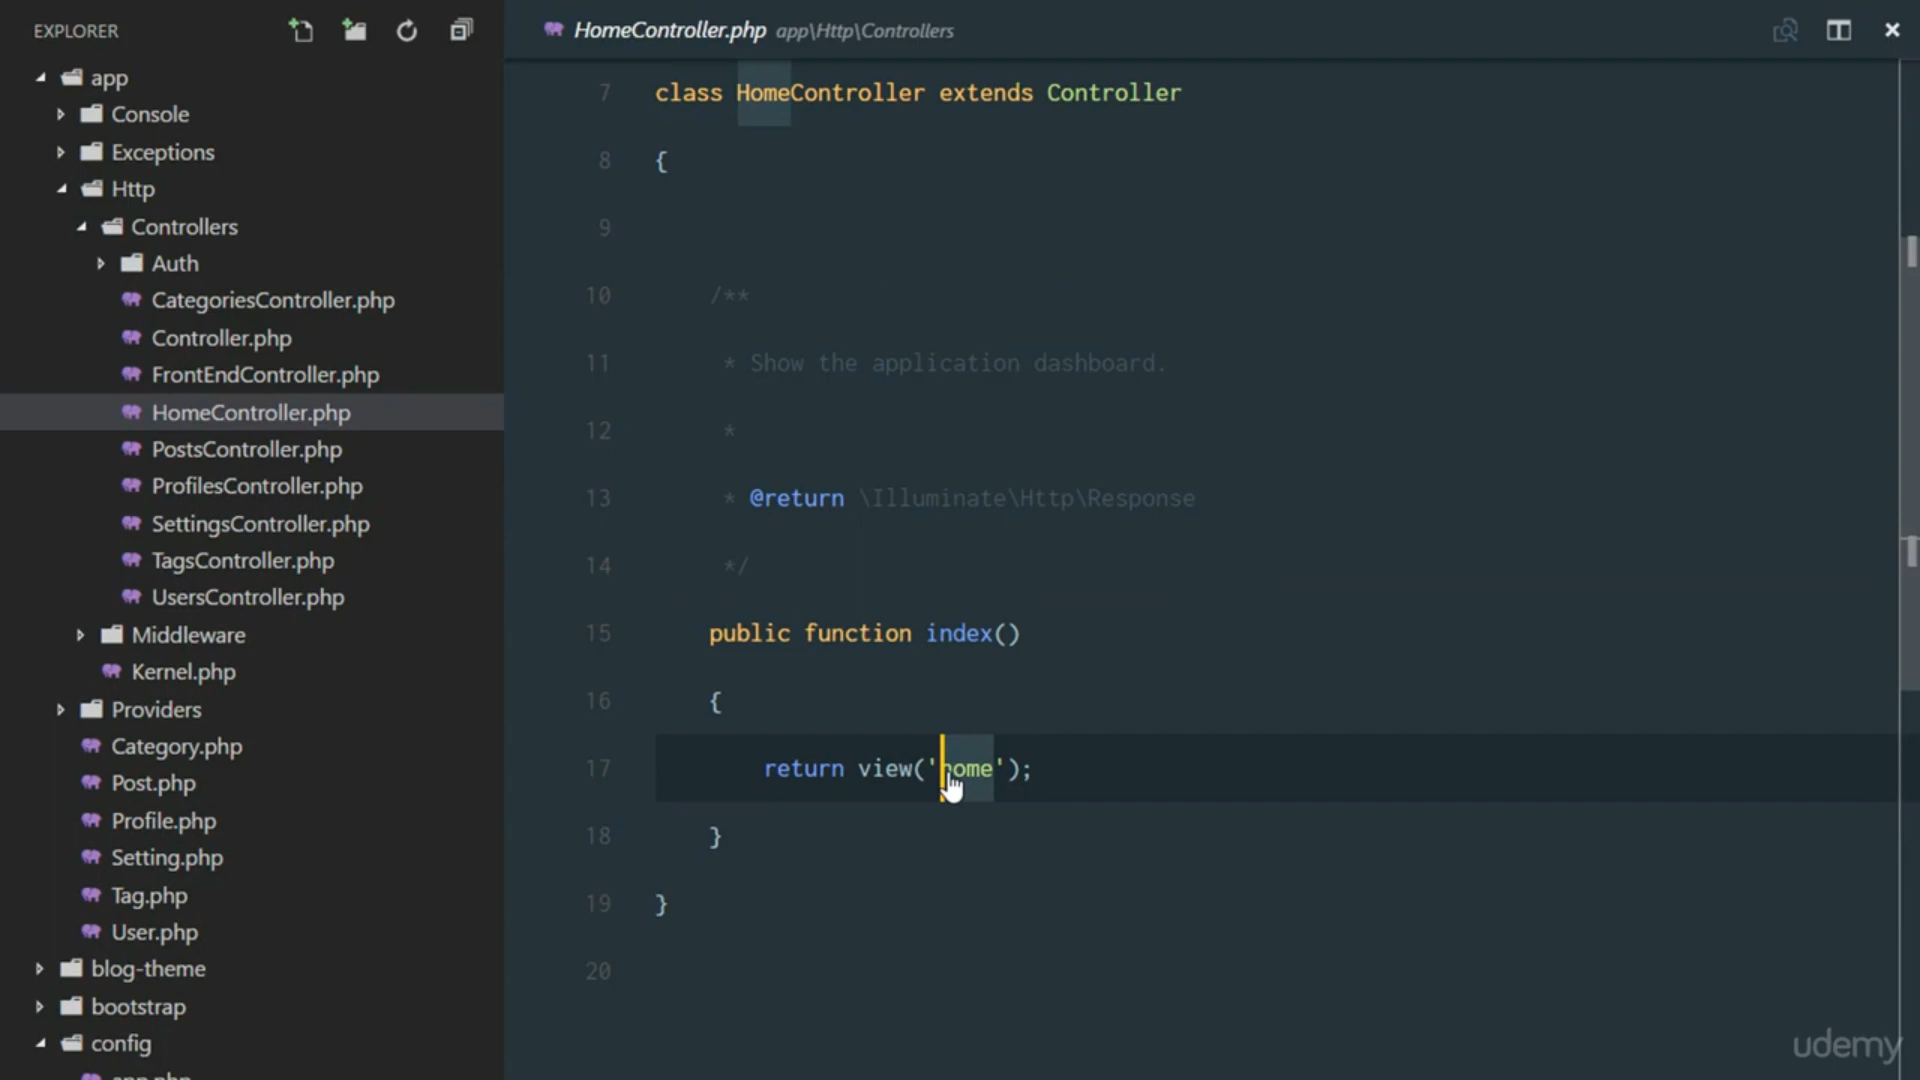 EXPLORER
app
Console
Exceptions
Http
Controllers
Auth
CategoriesController.php
Controller.php
FrontEndController.php
HomeController.php
PostsController.php
ProfilesController.php
SettingsController.php
TagsController.php
UsersController.php
Middleware
Kernel.php
Providers
Category.php
Post.php
Profile.php
Setting.php
Tag.php
User.php
blog-theme
bootstrap
config
app.php
HomeController.php app\Http\Controllers
7 class HomeController extends Controller
8 {
9
10 /**
11 * Show the application dashboard.
12 *
13 * @return \Illuminate\Http\Response
14 */
15 public function index()
16 {
17 return view('home');
18 }
19 }
20
udemy